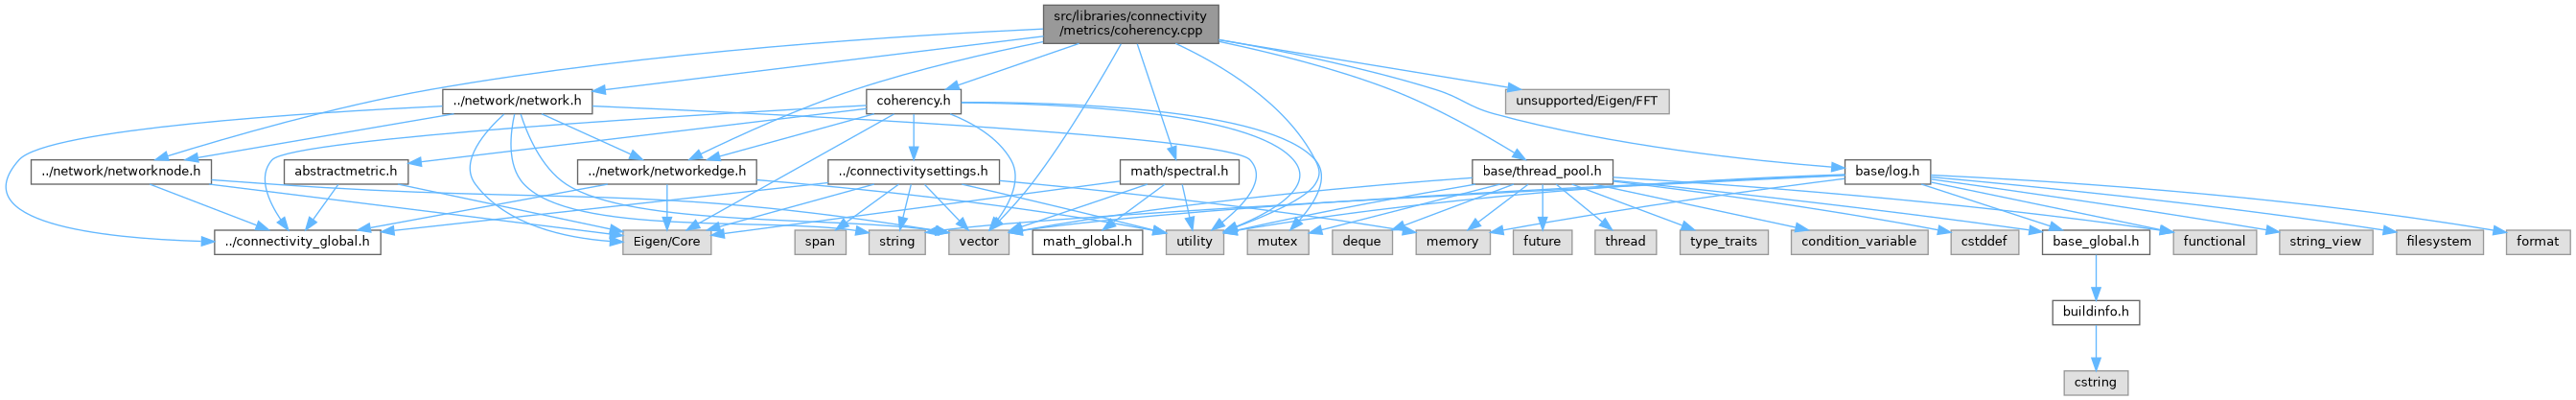 src/libraries/connectivity
/metrics/coherency.cpp
../network/network.h
coherency.h
unsupported/Eigen/FFT
../network/networknode.h
abstractmetric.h
../network/networkedge.h
../connectivitysettings.h
math/spectral.h
base/thread_pool.h
base/log.h
../connectivity_global.h
Eigen/Core
span
string
vector
math_global.h
utility
mutex
deque
memory
future
thread
type_traits
condition_variable
cstddef
base_global.h
functional
string_view
filesystem
format
buildinfo.h
cstring